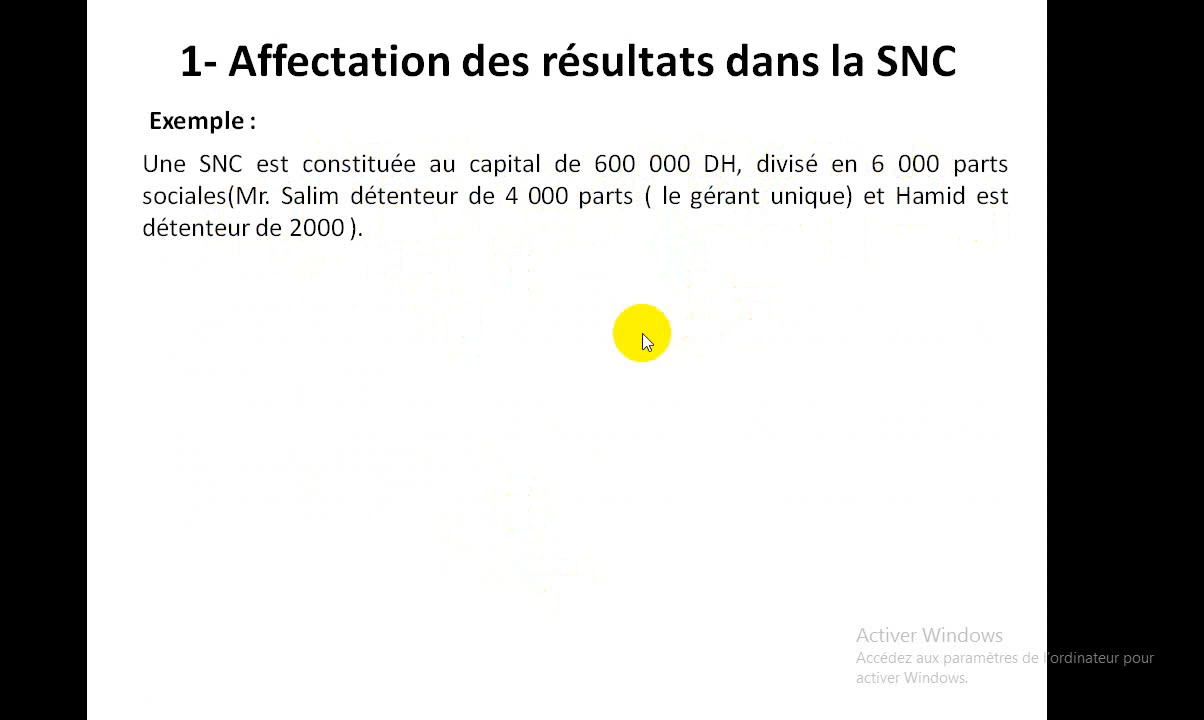 1- Affectation des résultats dans la SNC
Exemple :
Une SNC est constituée au capital de 600 000 DH, divisé en 6 000 parts
sociales(Mr. Salim détenteur de 4 000 parts ( le gérant unique) et Hamid est
détenteur de 2000 ).
Activer Windows
Accédez aux paramètres de l'ordinateur pour
activer Windows.